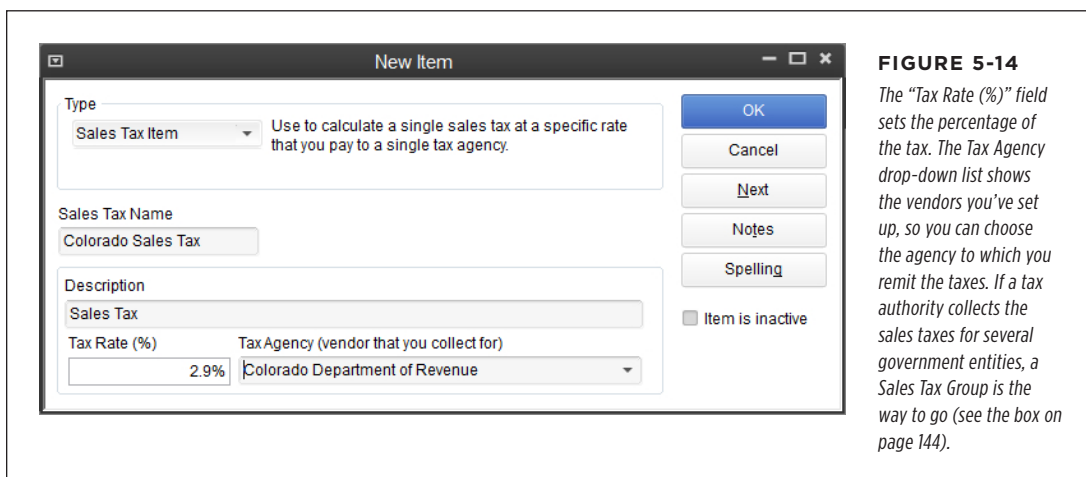 New Item
Type
Sales Tax Item
Use to calculate a single sales tax at a specific rate
that you pay to a single tax agency.
Sales Tax Name
Colorado Sales Tax
Description
Sales Tax
Tax Rate (%)
Tax Agency (vendor that you collect for)
2.9%
Colorado Department of Revenue
OK
Cancel
Next
Notes
Spelling
Item is inactive
FIGURE 5-14
The “Tax Rate (%)” field
sets the percentage of
the tax. The Tax Agency
drop-down list shows
the vendors you’ve set
up, so you can choose
the agency to which you
remit the taxes. If a tax
authority collects the
sales taxes for several
government entities, a
Sales Tax Group is the
way to go (see the box on
page 144).